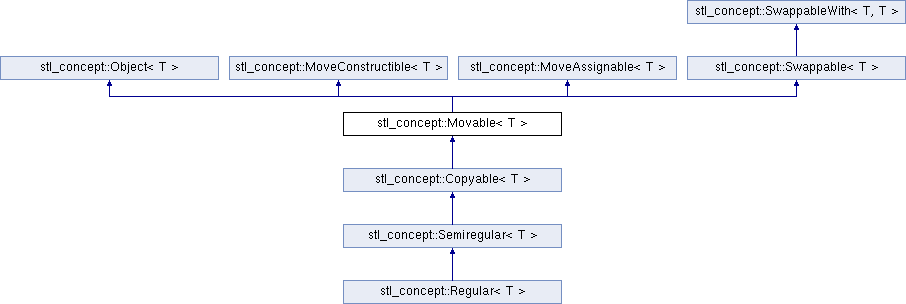 stl_concept::SwappableWith< T, T >
stl_concept::Object< T >
stl_concept::MoveConstructible< T >
stl_concept::MoveAssignable< T >
stl_concept::Swappable< T >
stl_concept::Movable< T >
stl_concept::Copyable< T >
stl_concept::Semiregular< T >
stl_concept::Regular< T >